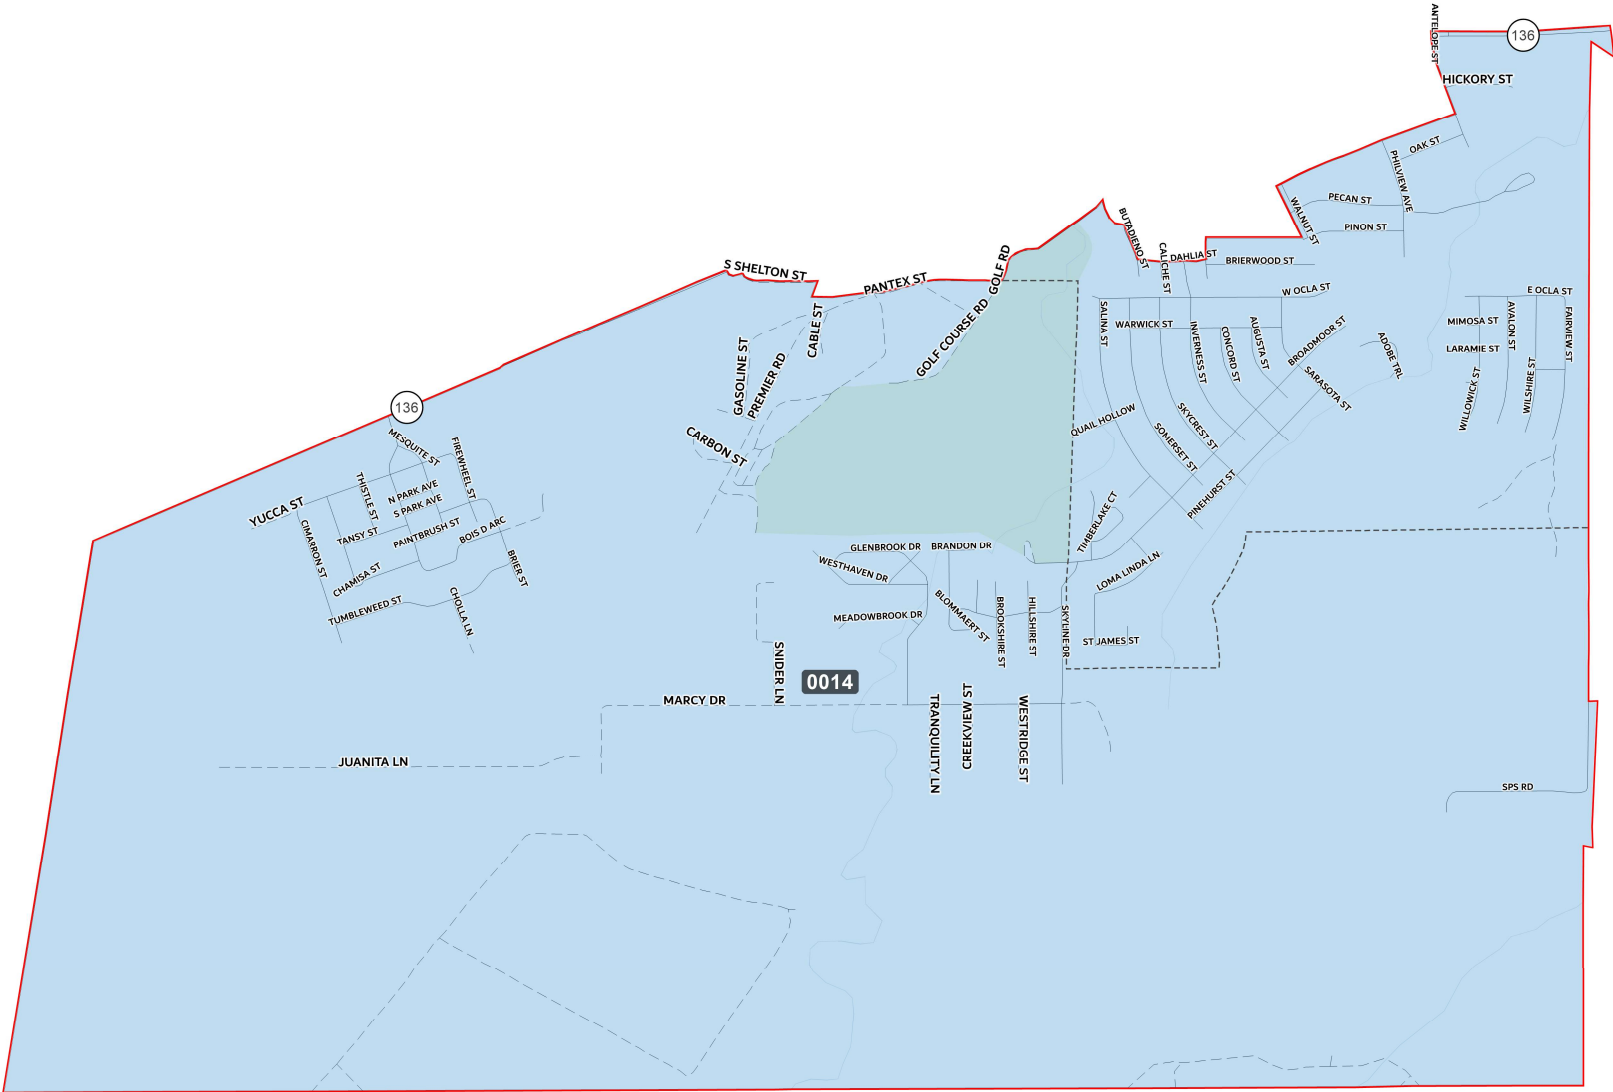 ANTELOPE ST
136
HICKORY ST
OAK ST
PHILVIEW AVE
PECAN ST
WALNUT ST
PINON ST
BUTADIENO ST
CALICHE ST
DAHLIA ST
BRIERWOOD ST
S SHELTON ST
PANTEX ST
GOLF RD
W OCLA ST
E OCLA ST
CABLE ST
GOLF COURSE RD
SALINA ST
WARWICK ST
INVERNESS ST
CONCORD ST
AUGUSTA ST
BROADMOOR ST
ADOBE TRL
MIMOSA ST
AVALON ST
FAIRVIEW ST
LARAMIE ST
GASOLINE ST
PREMIER RD
SARASOTA ST
WILLOWICK ST
WILSHIRE ST
136
QUAIL HOLLOW
SKYCREST ST
SOMERSET ST
CARBON ST
MESQUITE ST
FIREWHEEL ST
THISTLE ST
N PARK AVE
S PARK AVE
YUCCA ST
PINEHURST ST
TIMBERLAKE CT
CIMARRON ST
TANSY ST
PAINTBRUSH ST
BOIS D ARC
BRIER ST
GLENBROOK DR
BRANDON DR
WESTHAVEN DR
LOMA LINDA LN
CHAMISA ST
TUMBLEWEED ST
CHOLLA LN
MEADOWBROOK DR
BLOMMAERT ST
BROOKSHIRE ST
HILLSHIRE ST
SKYLINE DR
ST JAMES ST
SNIDER LN
0014
MARCY DR
TRANQUILITY LN
CREEKVIEW ST
WESTRIDGE ST
JUANITA LN
SPS RD